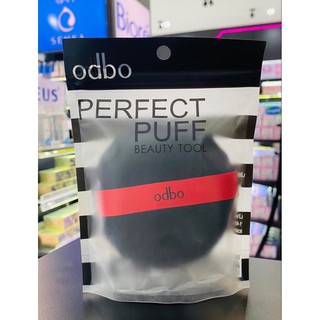 Bioré
SENKA
odbo
PERFECT
PUFF
BEAUTY TOOL
odbo